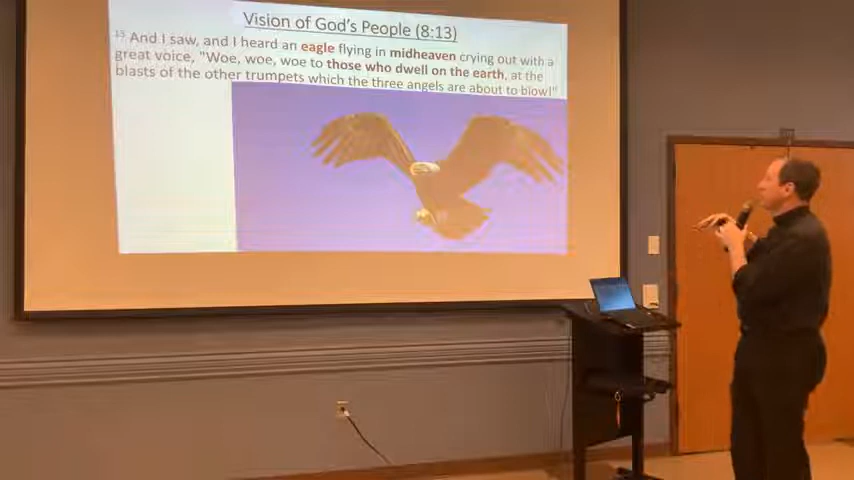 Vision of God's People (8:13)
13 And I saw, and I heard an eagle flying in midheaven crying out with a
great voice, "Woe, woe, woe to those who dwell on the earth, at the
blasts of the other trumpets which the three angels are about to blow!"